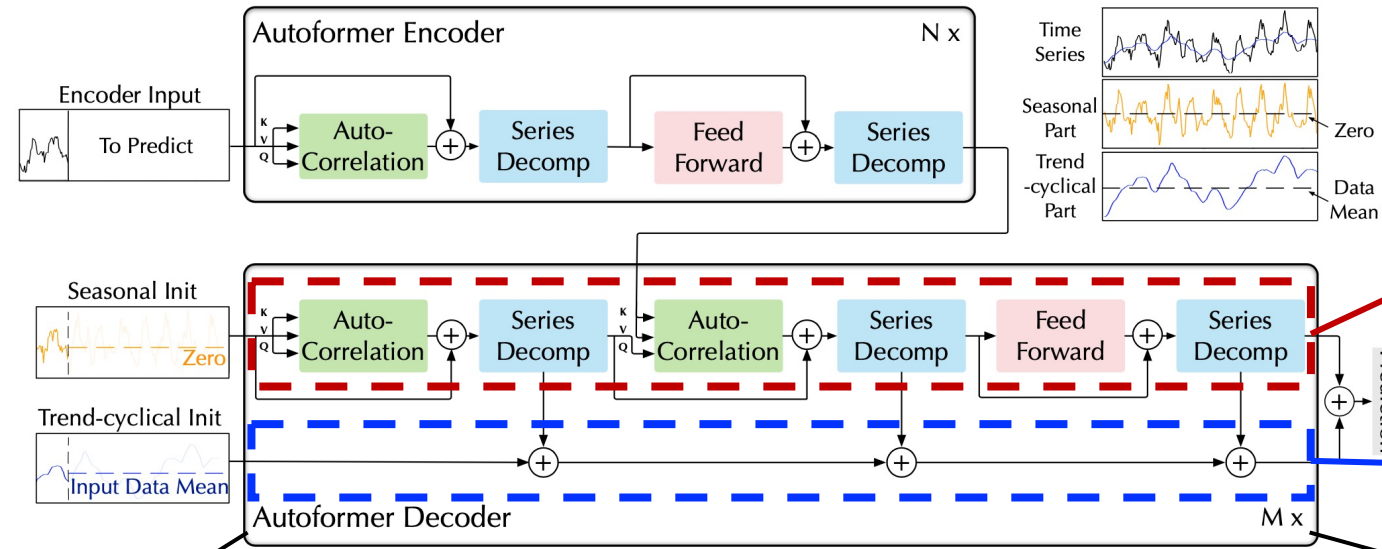 Autoformer Encoder
N x
Encoder Input
To Predict
K
V
Q
Auto-
Correlation
+
Series
Decomp
Feed
Forward
+
Series
Decomp
Time
Series
Seasonal
Part
Zero
Trend
-cyclical
Part
Data
Mean
Seasonal Init
Zero
K
V
Q
Auto-
Correlation
+
Series
Decomp
K
V
Q
Auto-
Correlation
+
Series
Decomp
Feed
Forward
+
Series
Decomp
+
Trend-cyclical Init
Input Data Mean
+
+
+
Autoformer Decoder
M x